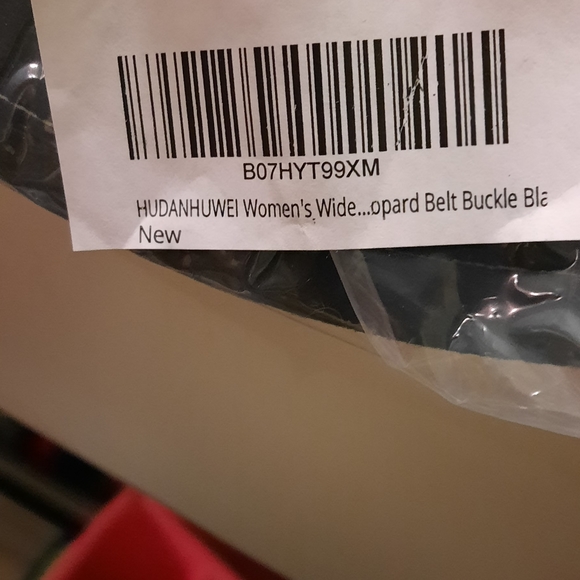 B07HYT99XM
HUDANHUWEI Women's Wide...opard Belt Buckle Bla
New